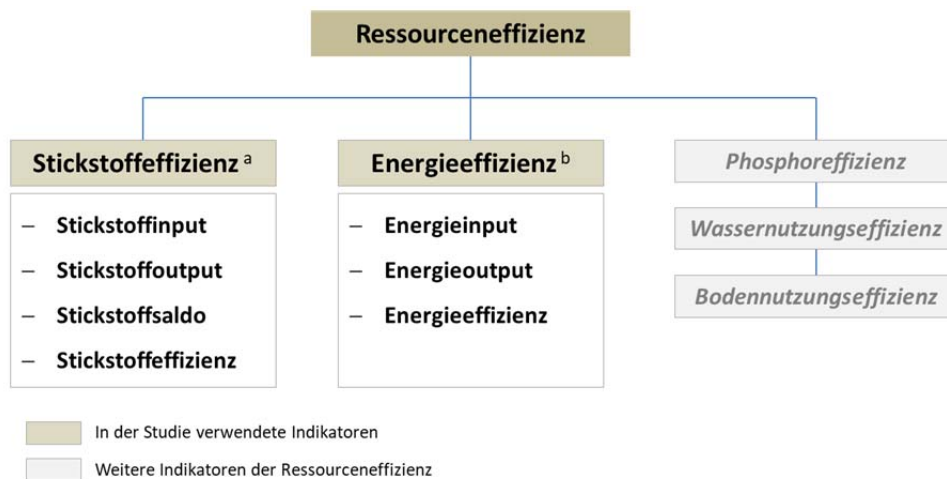 Ressourceneffizienz
Stickstoffeffizienz a
– Stickstoffinput
– Stickstoffoutput
– Stickstoffsaldo
– Stickstoffeffizienz
Energieeffizienz b
– Energieinput
– Energieoutput
– Energieeffizienz
Phosphoreffizienz
Wassernutzungseffizienz
Bodennutzungseffizienz
In der Studie verwendete Indikatoren
Weitere Indikatoren der Ressourceneffizienz